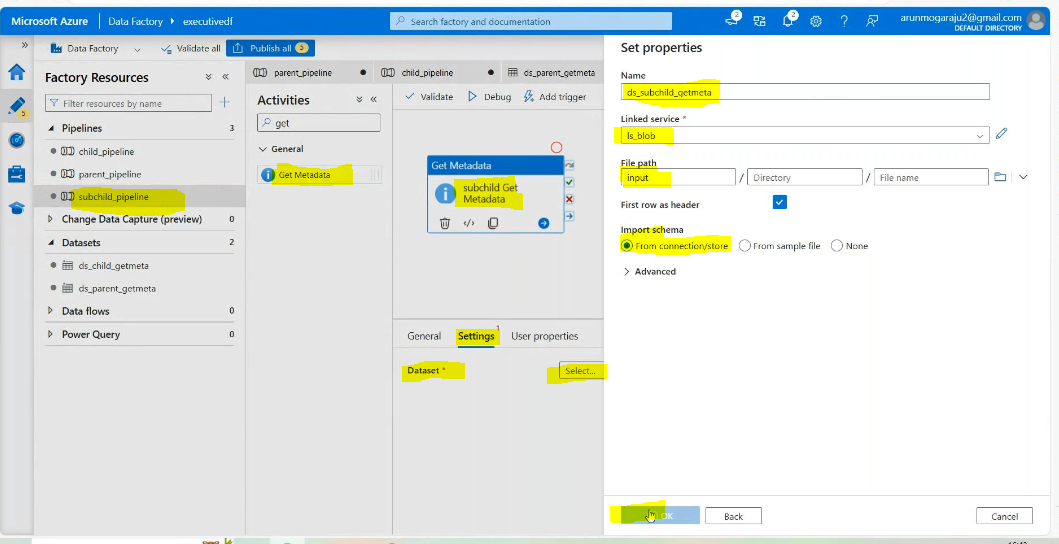 Microsoft Azure
Data Factory
executivedf
Search factory and documentation
2
2
arunmogaraju2@gmail.com
DEFAULT DIRECTORY
Data Factory
Validate all
Publish all 5
5
Factory Resources
Filter resources by name
Pipelines 3
child_pipeline
parent_pipeline
subchild_pipeline
Change Data Capture (preview) 0
Datasets 2
ds_child_getmeta
ds_parent_getmeta
Data flows 0
Power Query 0
Activities
get
General
Get Metadata
parent_pipeline
child_pipeline
ds_parent_getmeta
Validate
Debug
Add trigger
Get Metadata
subchild Get
Metadata
General
Settings 1
User properties
Dataset *
Select...
Set properties
Name
ds_subchild_getmeta
Linked service *
ls_blob
File path
input / Directory / File name
First row as header
Import schema
From connection/store
From sample file
None
Advanced
OK
Back
Cancel